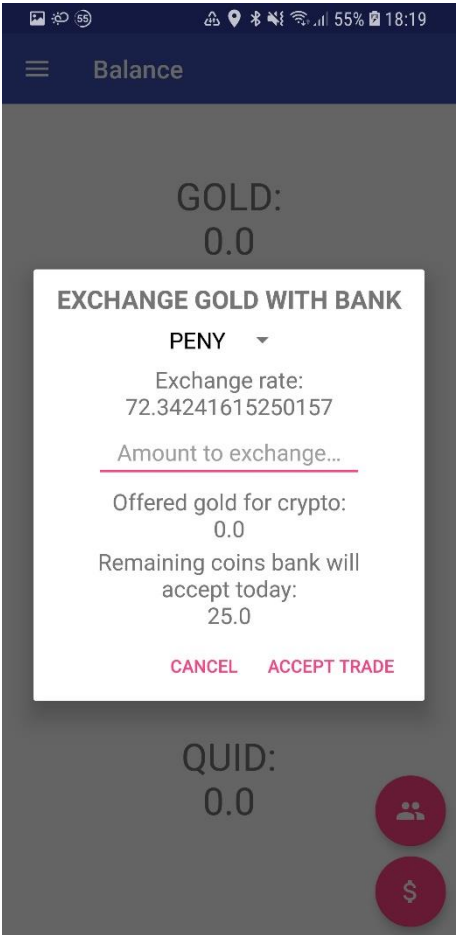 55 55% 18:19
Balance
GOLD:
0.0
EXCHANGE GOLD WITH BANK
PENY
Exchange rate:
72.34241615250157
Amount to exchange...
Offered gold for crypto:
0.0
Remaining coins bank will
accept today:
25.0
CANCEL ACCEPT TRADE
QUID:
0.0
$